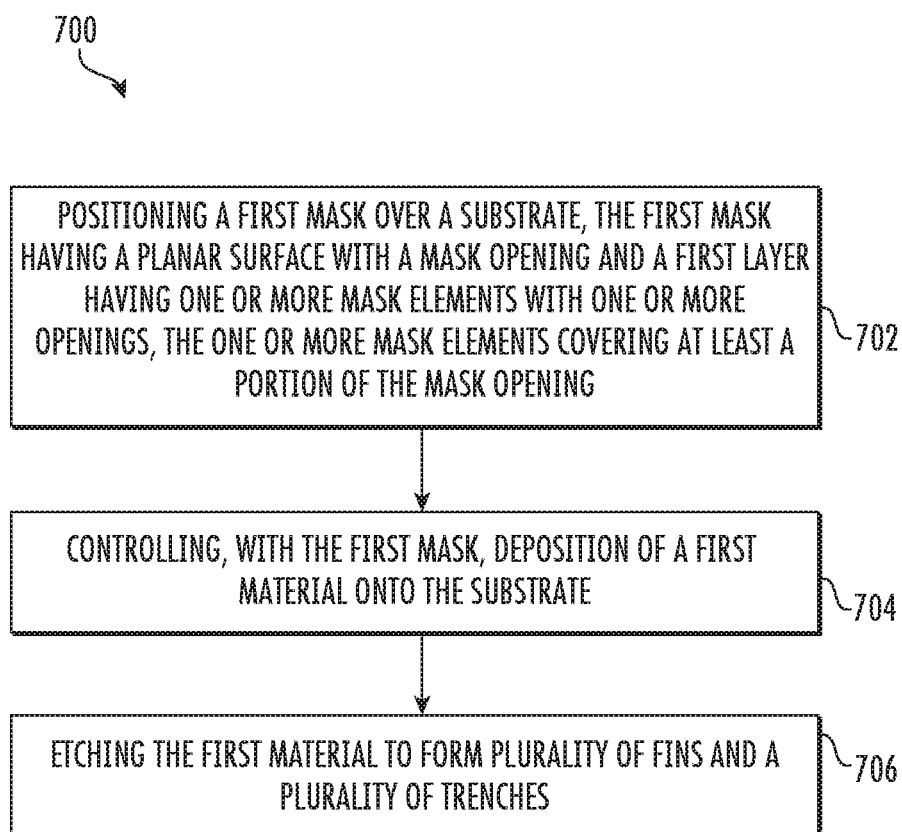 700
POSITIONING A FIRST MASK OVER A SUBSTRATE, THE FIRST MASK
HAVING A PLANAR SURFACE WITH A MASK OPENING AND A FIRST LAYER
HAVING ONE OR MORE MASK ELEMENTS WITH ONE OR MORE
OPENINGS, THE ONE OR MORE MASK ELEMENTS COVERING AT LEAST A
PORTION OF THE MASK OPENING
702
CONTROLLING, WITH THE FIRST MASK, DEPOSITION OF A FIRST
MATERIAL ONTO THE SUBSTRATE
704
ETCHING THE FIRST MATERIAL TO FORM PLURALITY OF FINS AND A
PLURALITY OF TRENCHES
706